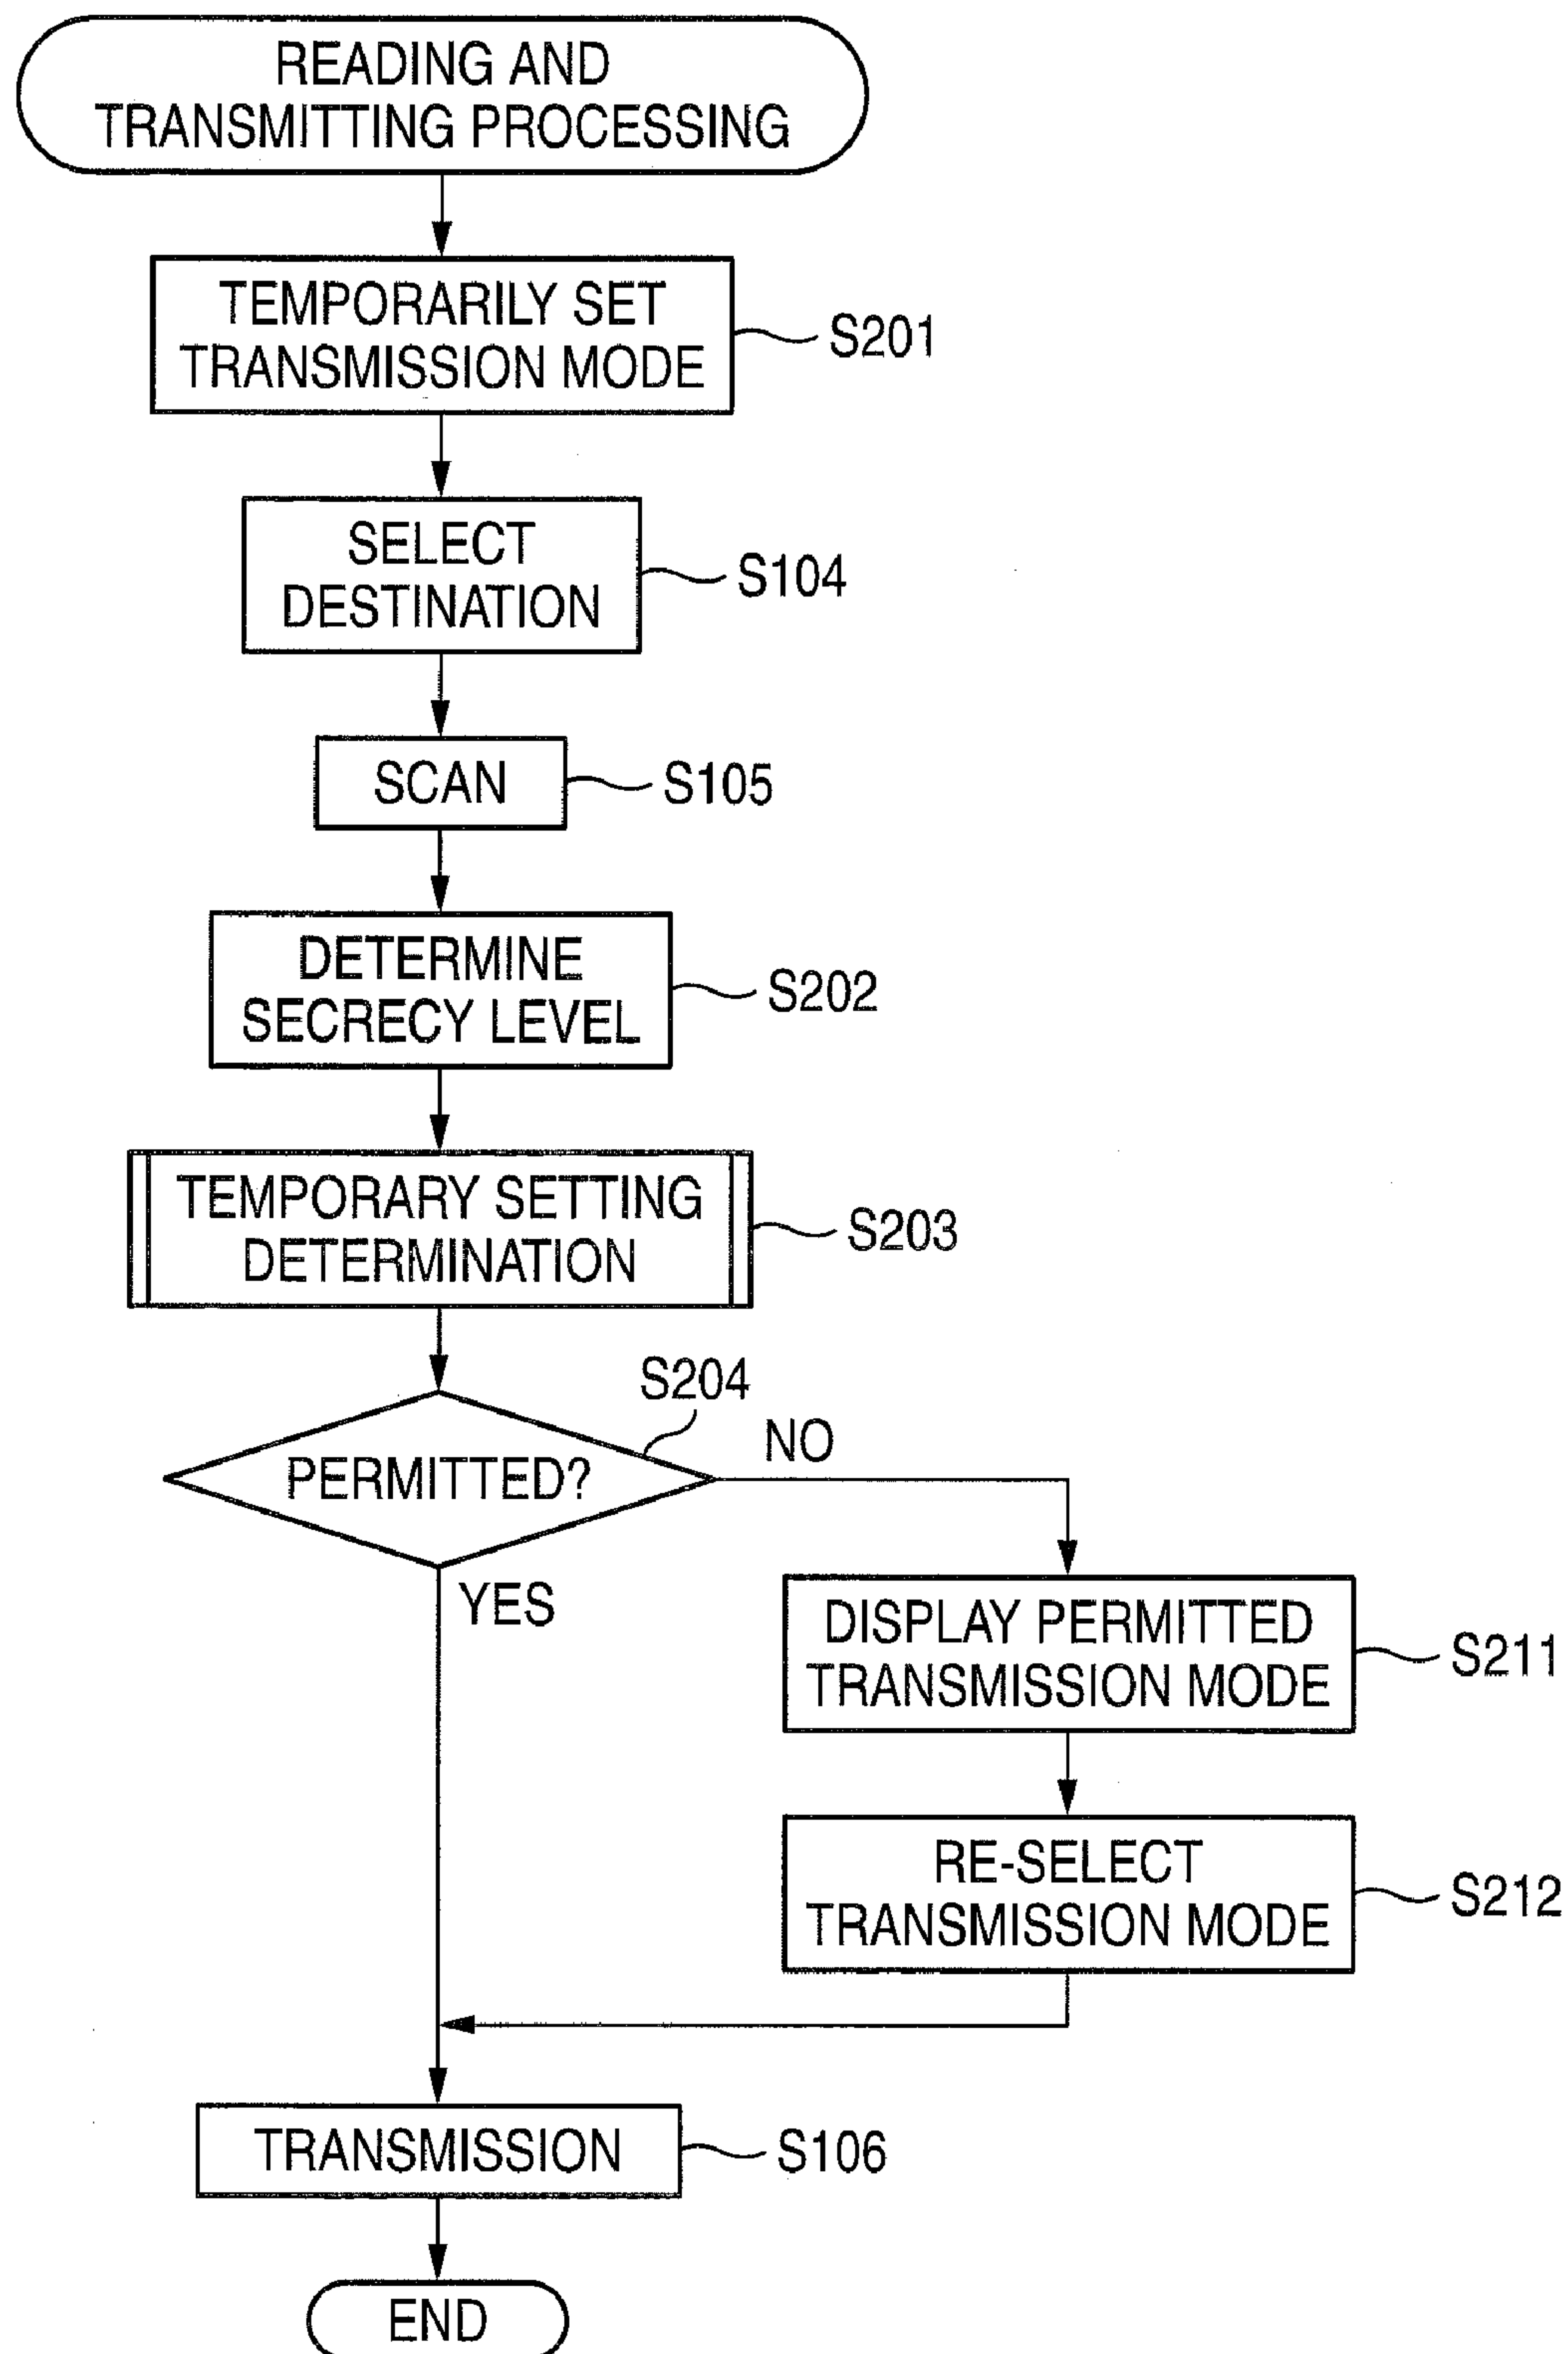 READING AND
TRANSMITTING PROCESSING
TEMPORARILY SET
TRANSMISSION MODE
S201
SELECT
DESTINATION
S104
SCAN
S105
DETERMINE
SECRECY LEVEL
S202
TEMPORARY SETTING
DETERMINATION
S203
S204
PERMITTED?
NO
YES
DISPLAY PERMITTED
TRANSMISSION MODE
S211
RE-SELECT
TRANSMISSION MODE
S212
TRANSMISSION
S106
END